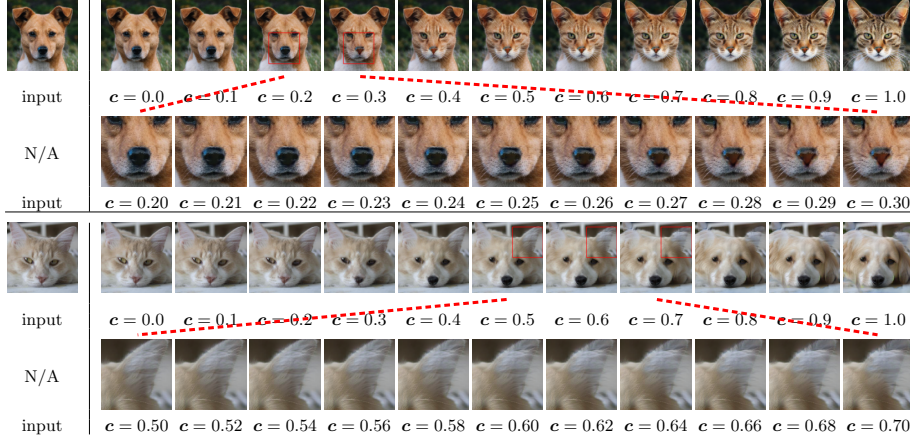 input c = 0.0 c = 0.1 c = 0.2 c = 0.3 c = 0.4 c = 0.5 c = 0.6 c = 0.7 c = 0.8 c = 0.9 c = 1.0
N/A
input c = 0.20 c = 0.21 c = 0.22 c = 0.23 c = 0.24 c = 0.25 c = 0.26 c = 0.27 c = 0.28 c = 0.29 c = 0.30
input c = 0.0 c = 0.1 c = 0.2 c = 0.3 c = 0.4 c = 0.5 c = 0.6 c = 0.7 c = 0.8 c = 0.9 c = 1.0
N/A
input c = 0.50 c = 0.52 c = 0.54 c = 0.56 c = 0.58 c = 0.60 c = 0.62 c = 0.64 c = 0.66 c = 0.68 c = 0.70